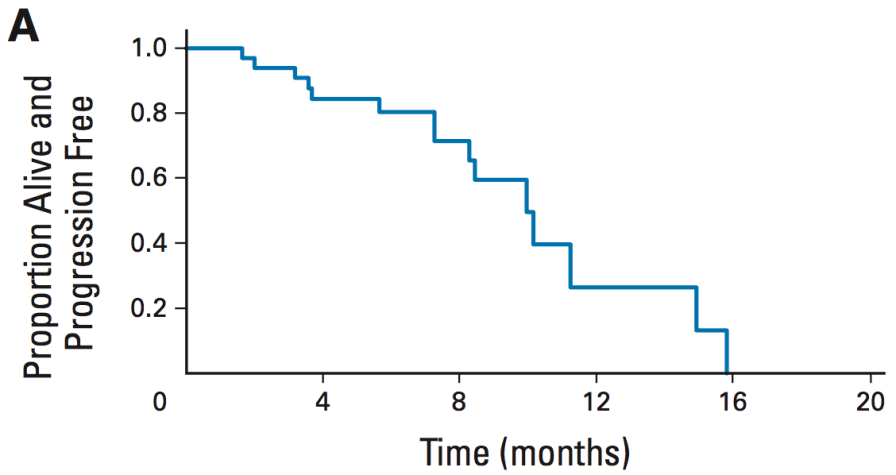 A
Proportion Alive and
Progression Free
1.0
0.8
0.6
0.4
0.2
0 4 8 12 16 20
Time (months)